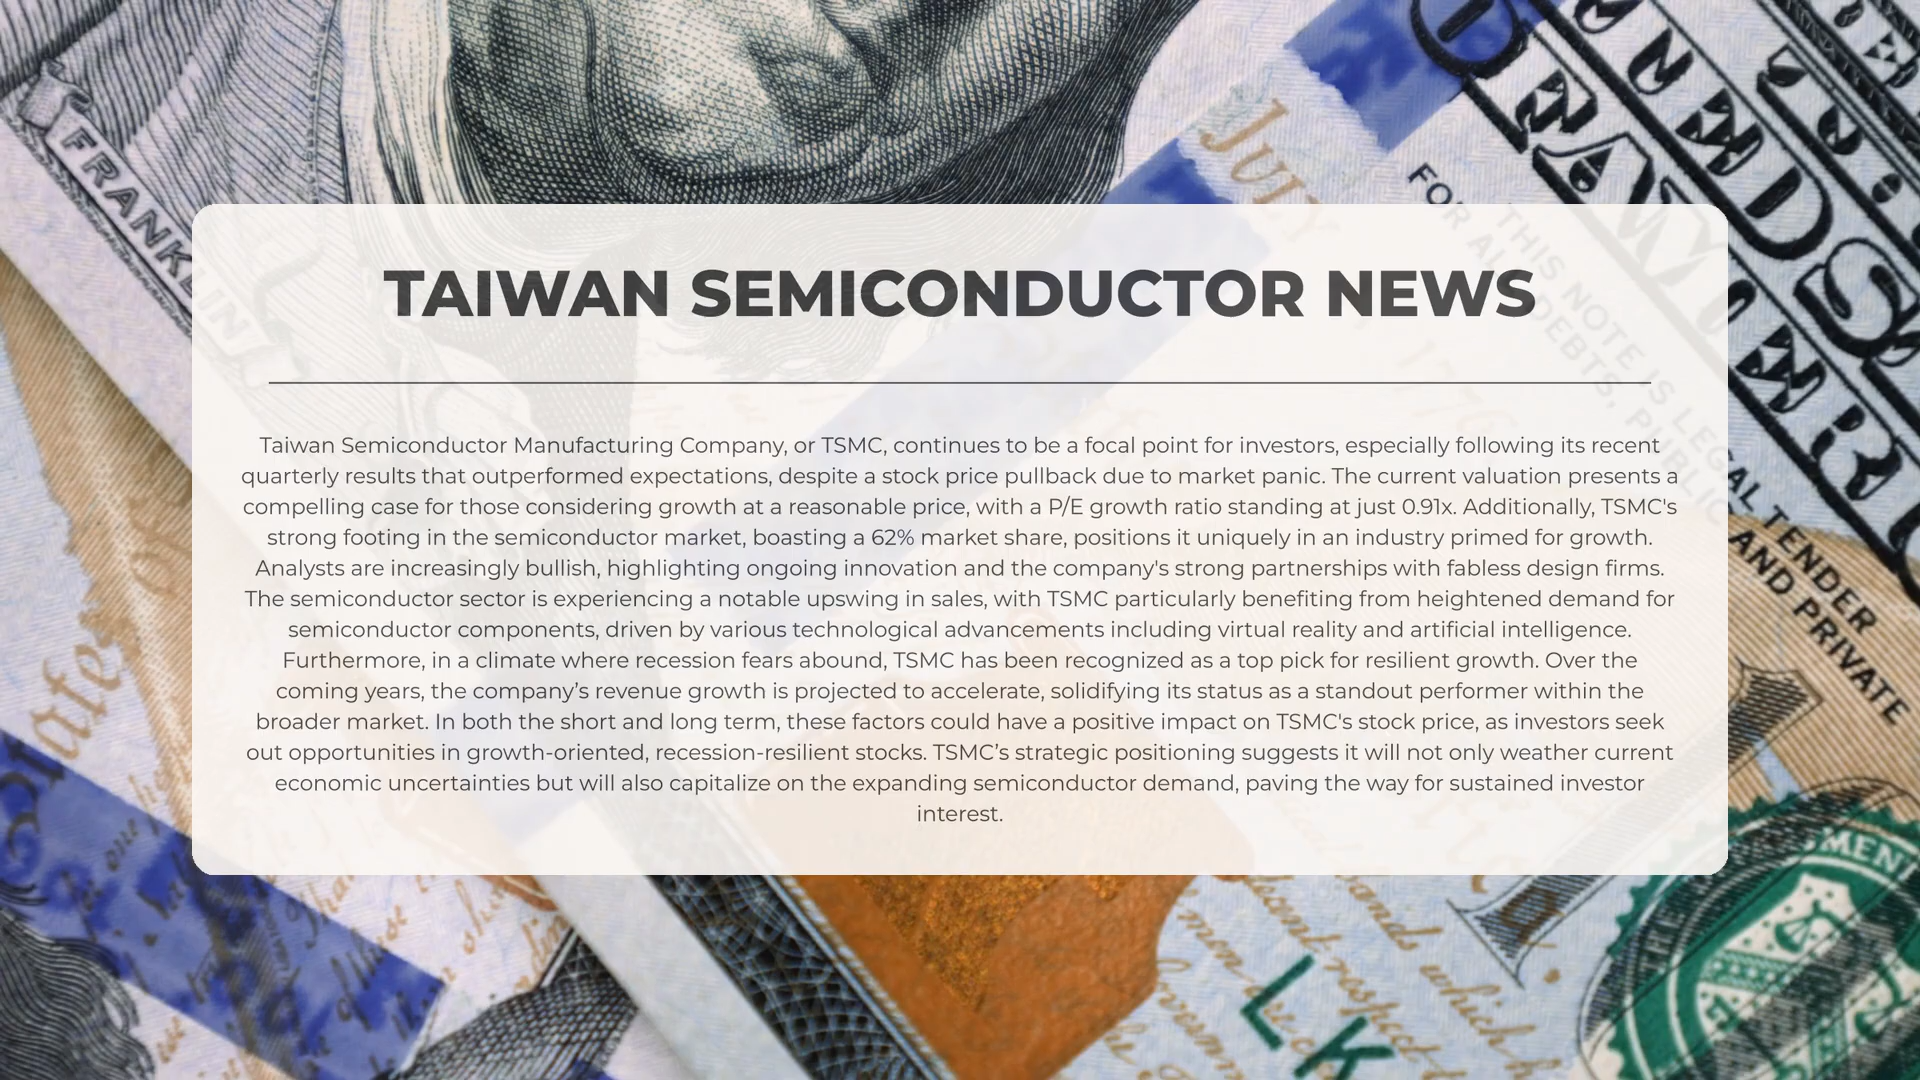 FRANKLIN
JULY
FOR ALL DEBTS, PUBLIC
THIS NOTE IS LEGAL TENDER
AND PRIVATE
TAIWAN SEMICONDUCTOR NEWS
Taiwan Semiconductor Manufacturing Company, or TSMC, continues to be a focal point for investors, especially following its recent
quarterly results that outperformed expectations, despite a stock price pullback due to market panic. The current valuation presents a
compelling case for those considering growth at a reasonable price, with a P/E growth ratio standing at just 0.91x. Additionally, TSMC's
strong footing in the semiconductor market, boasting a 62% market share, positions it uniquely in an industry primed for growth.
Analysts are increasingly bullish, highlighting ongoing innovation and the company's strong partnerships with fabless design firms.
The semiconductor sector is experiencing a notable upswing in sales, with TSMC particularly benefiting from heightened demand for
semiconductor components, driven by various technological advancements including virtual reality and artificial intelligence.
Furthermore, in a climate where recession fears abound, TSMC has been recognized as a top pick for resilient growth. Over the
coming years, the company’s revenue growth is projected to accelerate, solidifying its status as a standout performer within the
broader market. In both the short and long term, these factors could have a positive impact on TSMC's stock price, as investors seek
out opportunities in growth-oriented, recession-resilient stocks. TSMC’s strategic positioning suggests it will not only weather current
economic uncertainties but will also capitalize on the expanding semiconductor demand, paving the way for sustained investor
interest.
L K